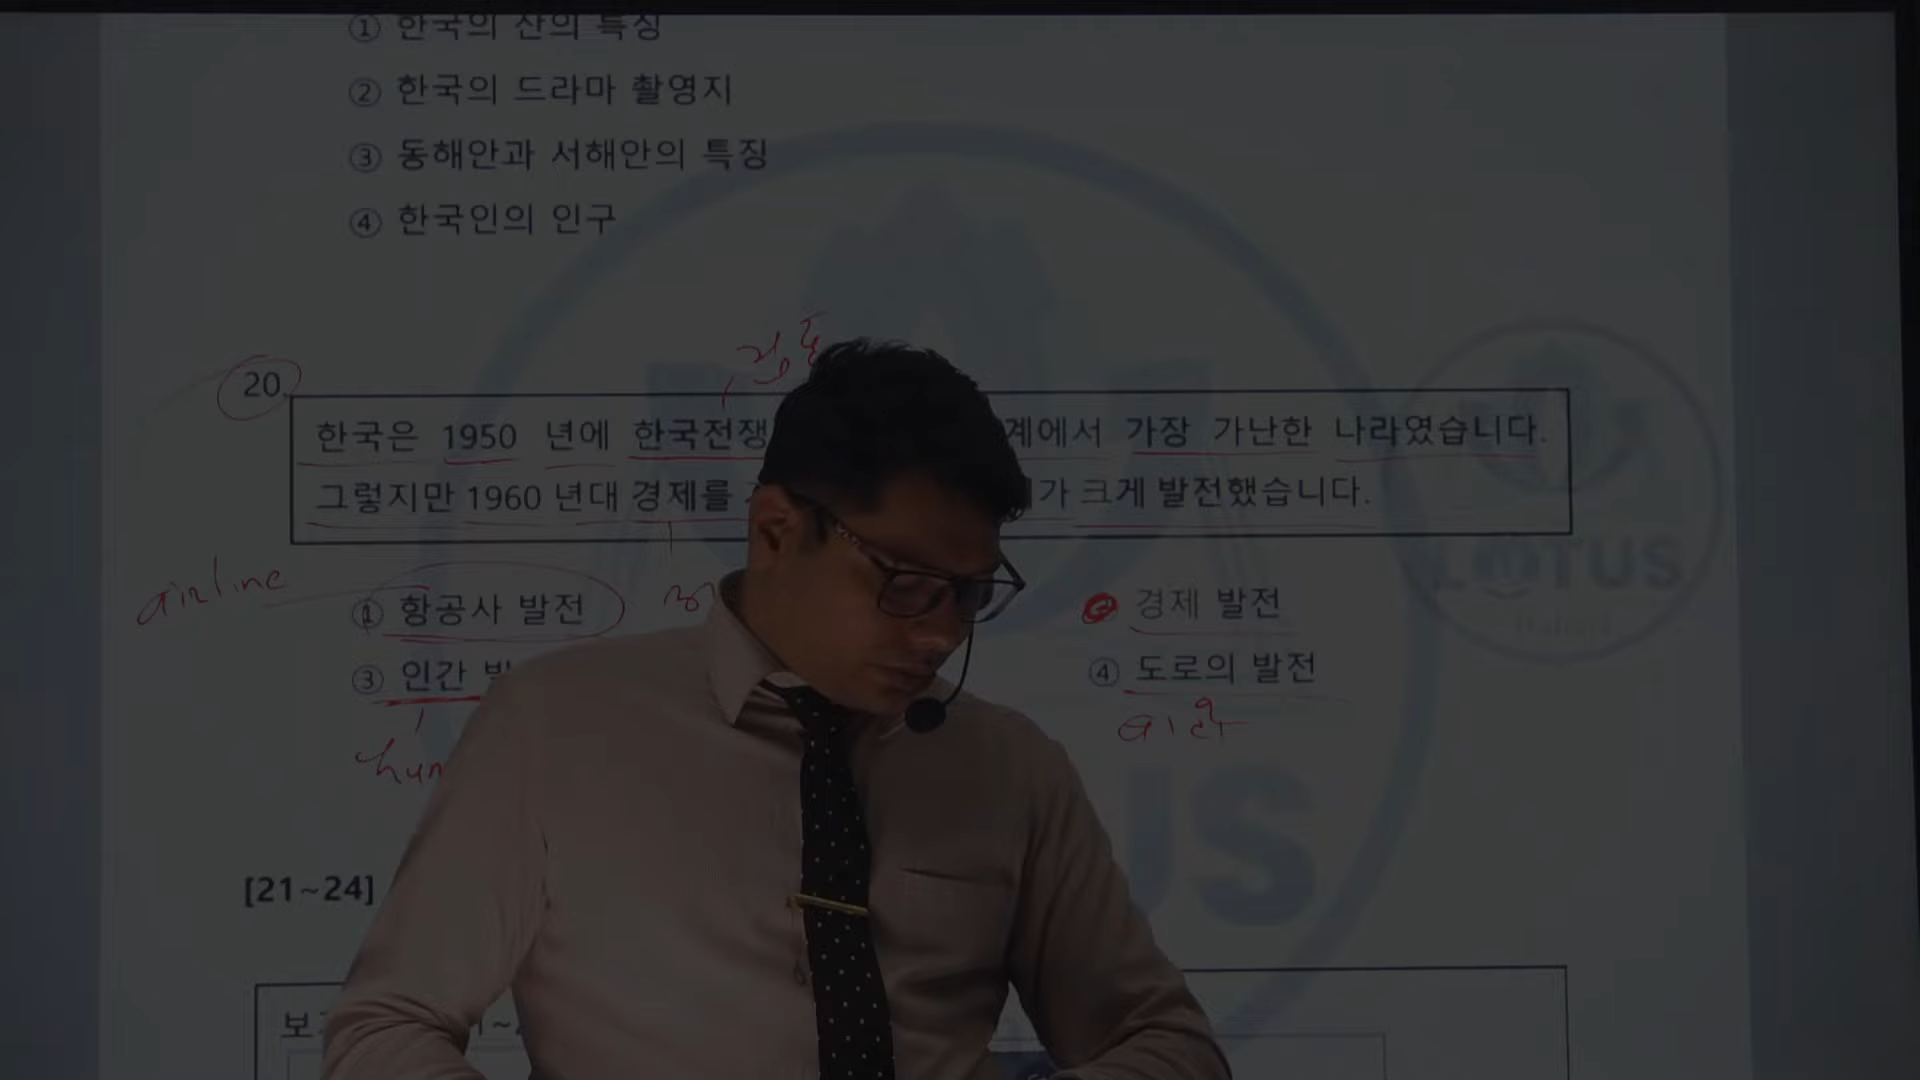 ① 한국의 산의 특징
② 한국의 드라마 촬영지
③ 동해안과 서해안의 특징
④ 한국인의 인구
20.
한국은 1950 년에 한국전쟁 계에서 가장 가난한 나라였습니다.
그렇지만 1960 년대 경제를 가 크게 발전했습니다.
airline
① 항공사 발전 경제 발전
③ 인간 ④ 도로의 발전
hum
LOTUS
US
[21~24]